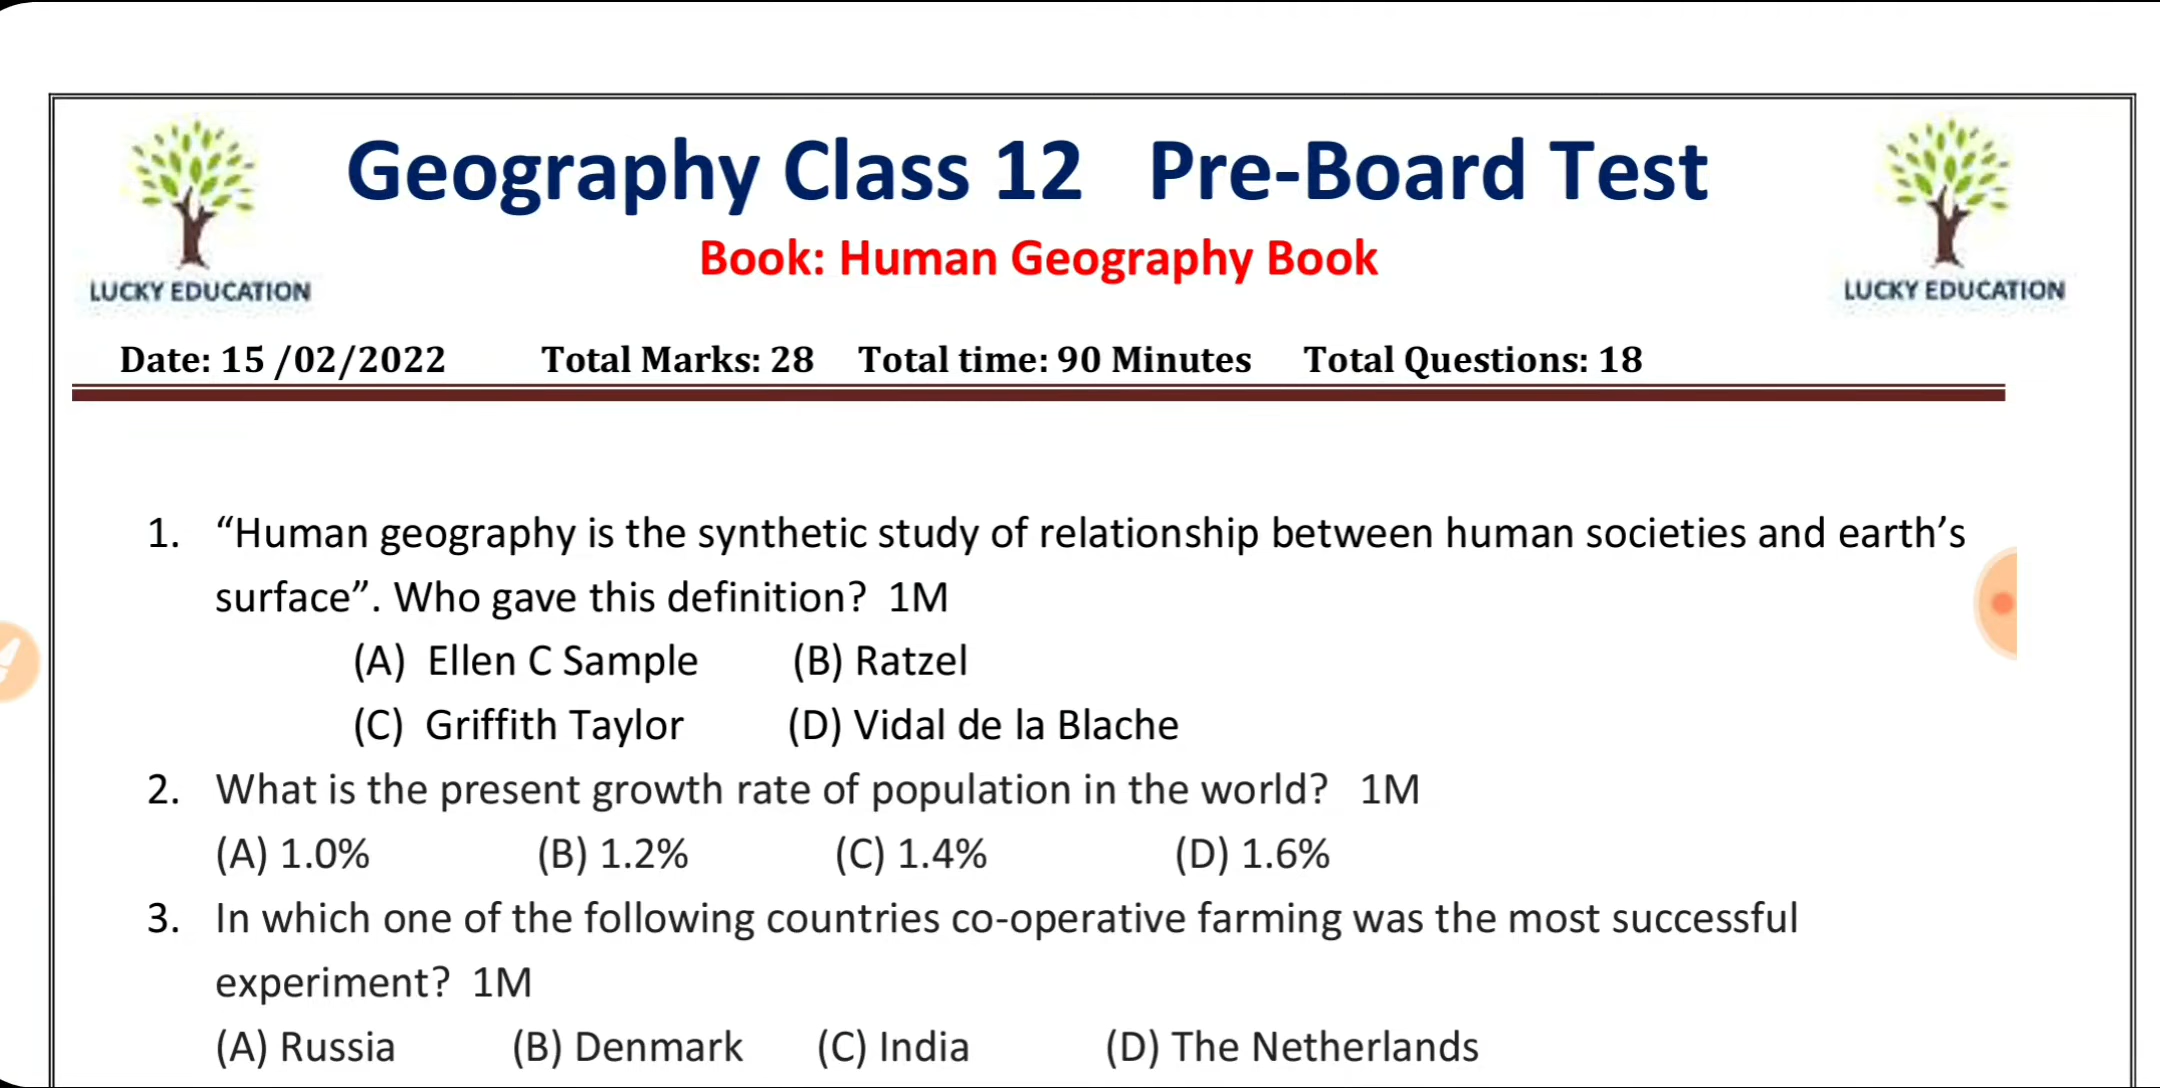 Geography Class 12 Pre-Board Test
Book: Human Geography Book
LUCKY EDUCATION
LUCKY EDUCATION
Date: 15 /02/2022 Total Marks: 28 Total time: 90 Minutes Total Questions: 18
1. “Human geography is the synthetic study of relationship between human societies and earth’s
surface”. Who gave this definition? 1M
(A) Ellen C Sample (B) Ratzel
(C) Griffith Taylor (D) Vidal de la Blache
2. What is the present growth rate of population in the world? 1M
(A) 1.0% (B) 1.2% (C) 1.4% (D) 1.6%
3. In which one of the following countries co-operative farming was the most successful
experiment? 1M
(A) Russia (B) Denmark (C) India (D) The Netherlands